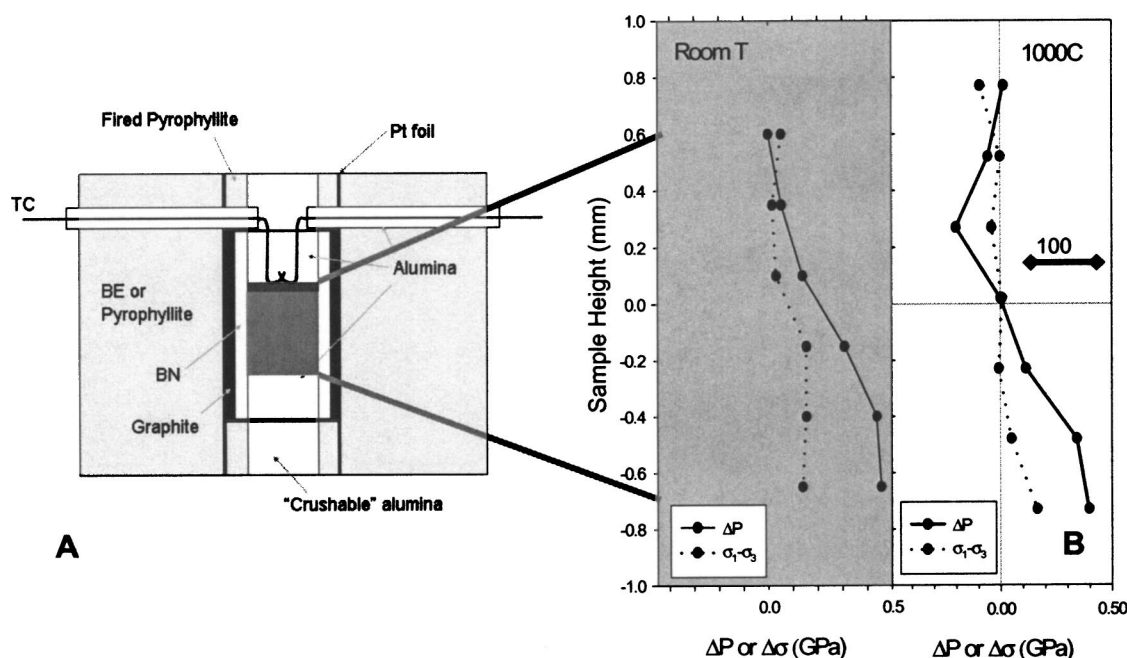 Fired Pyrophyllite
Pt foil
TC
Alumina
BE or
Pyrophyllite
BN
Graphite
"Crushable" alumina
A
Sample Height (mm)
1.0
0.8
0.6
0.4
0.2
0.0
-0.2
-0.4
-0.6
-0.8
-1.0
Room T
ΔP
σ₁-σ₃
0.0
0.5
ΔP or Δσ (GPa)
1000C
100
ΔP
σ₁-σ₃
B
0.00
0.50
ΔP or Δσ (GPa)